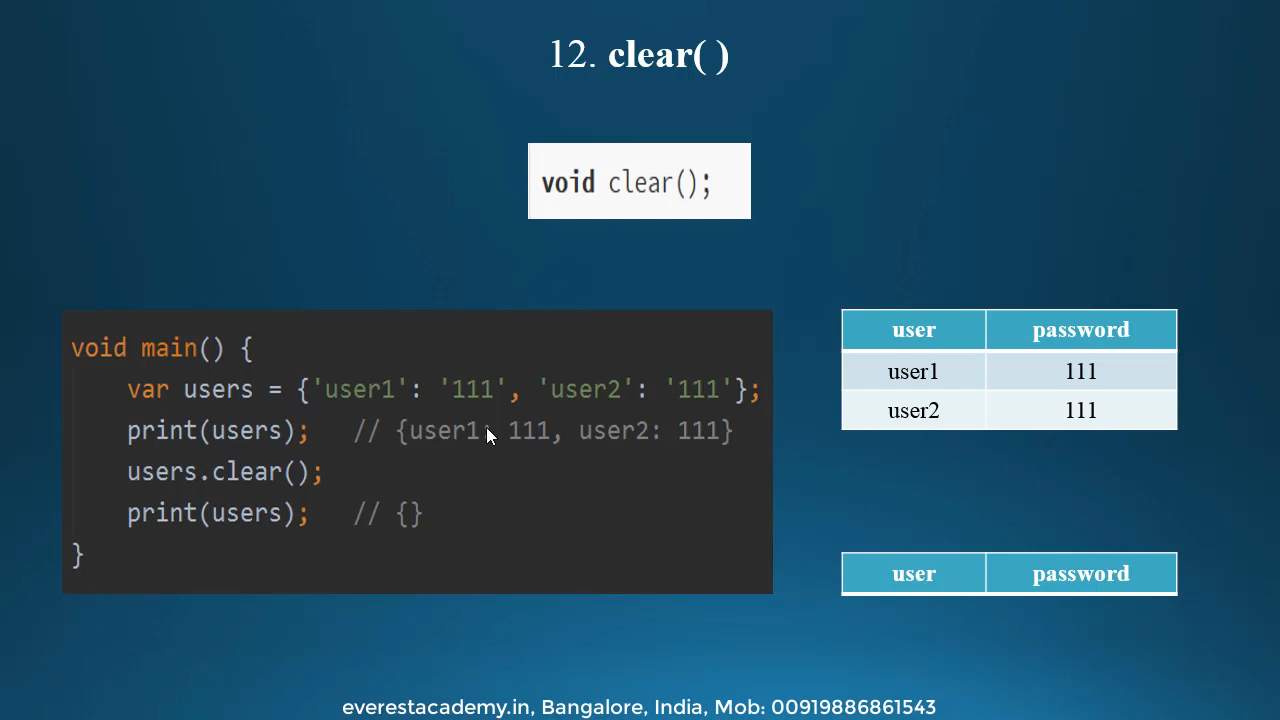 12. clear( )
void clear();
void main() {
var users = {'user1': '111', 'user2': '111'};
print(users); // {user1: 111, user2: 111}
users.clear();
print(users); // {}
}
user password
user1 111
user2 111
user password
everestacademy.in, Bangalore, India, Mob: 00919886861543